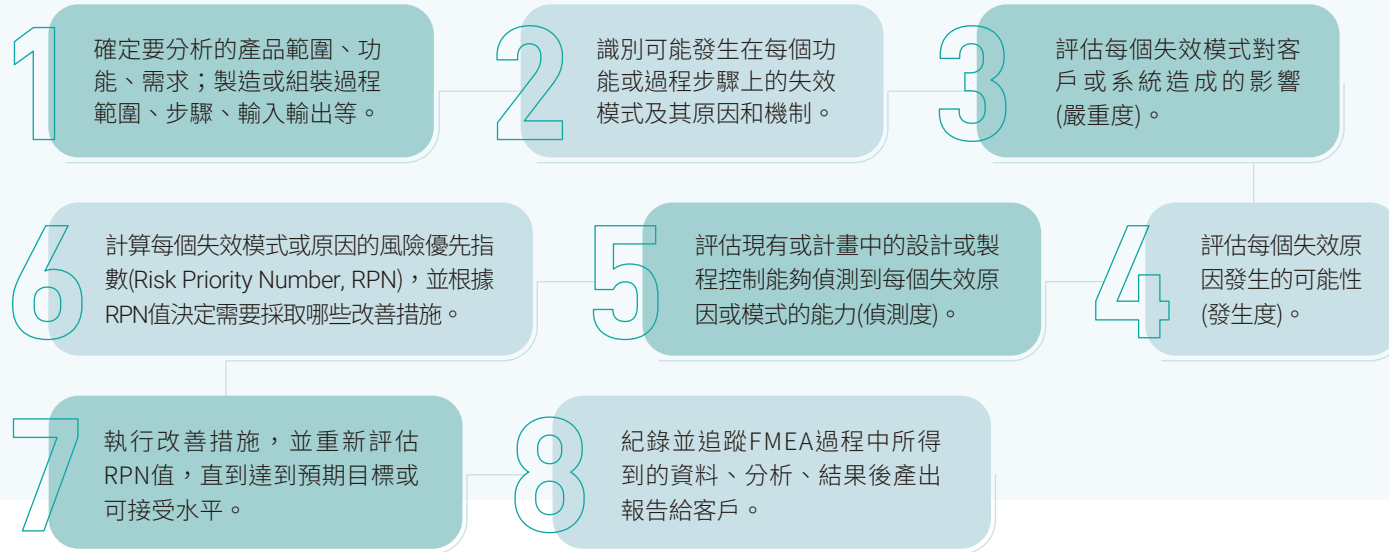 1
確定要分析的產品範圍、功
能、需求；製造或組裝過程
範圍、步驟、輸入輸出等。
2
識別可能發生在每個功
能或過程步驟上的失效
模式及其原因和機制。
3
評估每個失效模式對客
戶或系統造成的影響
(嚴重度)。
4
評估每個失效原
因發生的可能性
(發生度)。
5
評估現有或計畫中的設計或製
程控制能夠偵測到每個失效原
因或模式的能力(偵測度)。
6
計算每個失效模式或原因的風險優先指
數(Risk Priority Number, RPN)，並根據
RPN值決定需要採取哪些改善措施。
7
執行改善措施，並重新評估
RPN值，直到達到預期目標或
可接受水平。
8
紀錄並追蹤FMEA過程中所得
到的資料、分析、結果後產出
報告給客戶。